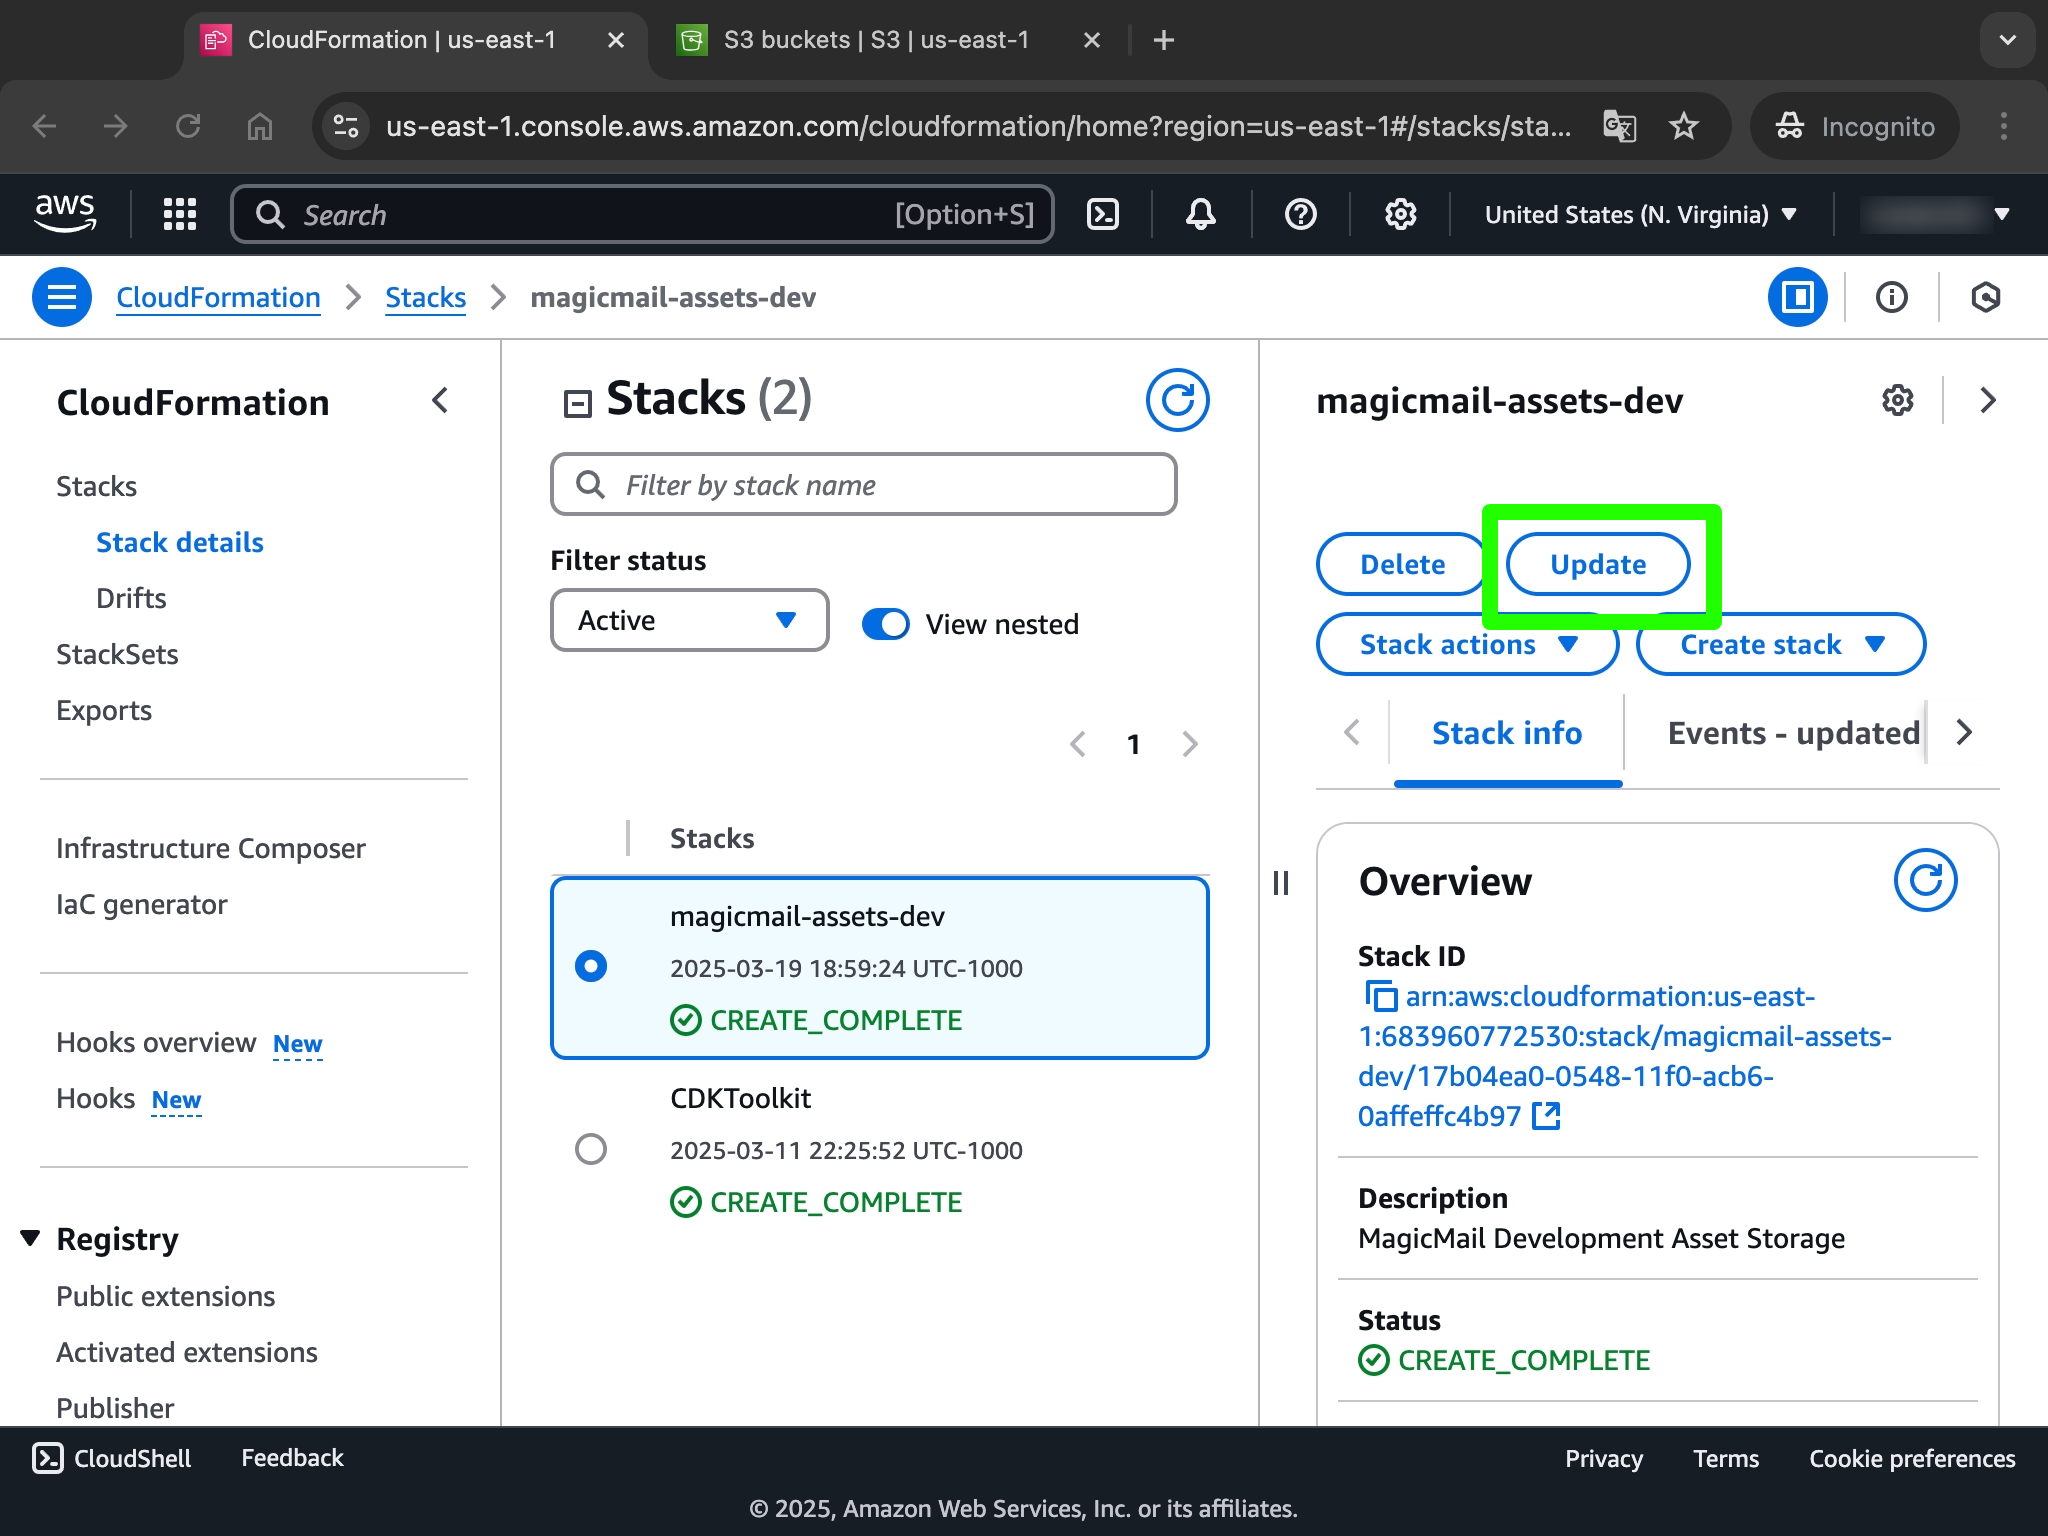 CloudFormation | us-east-1
S3 buckets | S3 | us-east-1
us-east-1.console.aws.amazon.com/cloudformation/home?region=us-east-1#/stacks/sta...
Incognito
aws
Search
[Option+S]
United States (N. Virginia)
CloudFormation
Stacks
magicmail-assets-dev
CloudFormation
Stacks
Stack details
Drifts
StackSets
Exports
Infrastructure Composer
IaC generator
Hooks overview New
Hooks New
Registry
Public extensions
Activated extensions
Publisher
Stacks (2)
Filter by stack name
Filter status
Active
View nested
1
Stacks
magicmail-assets-dev
2025-03-19 18:59:24 UTC-1000
CREATE_COMPLETE
CDKToolkit
2025-03-11 22:25:52 UTC-1000
CREATE_COMPLETE
magicmail-assets-dev
Delete
Update
Stack actions
Create stack
Stack info
Events - updated
Overview
Stack ID
arn:aws:cloudformation:us-east-
1:683960772530:stack/magicmail-assets-
dev/17b04ea0-0548-11f0-acb6-
0affeffc4b97
Description
MagicMail Development Asset Storage
Status
CREATE_COMPLETE
CloudShell
Feedback
Privacy
Terms
Cookie preferences
© 2025, Amazon Web Services, Inc. or its affiliates.